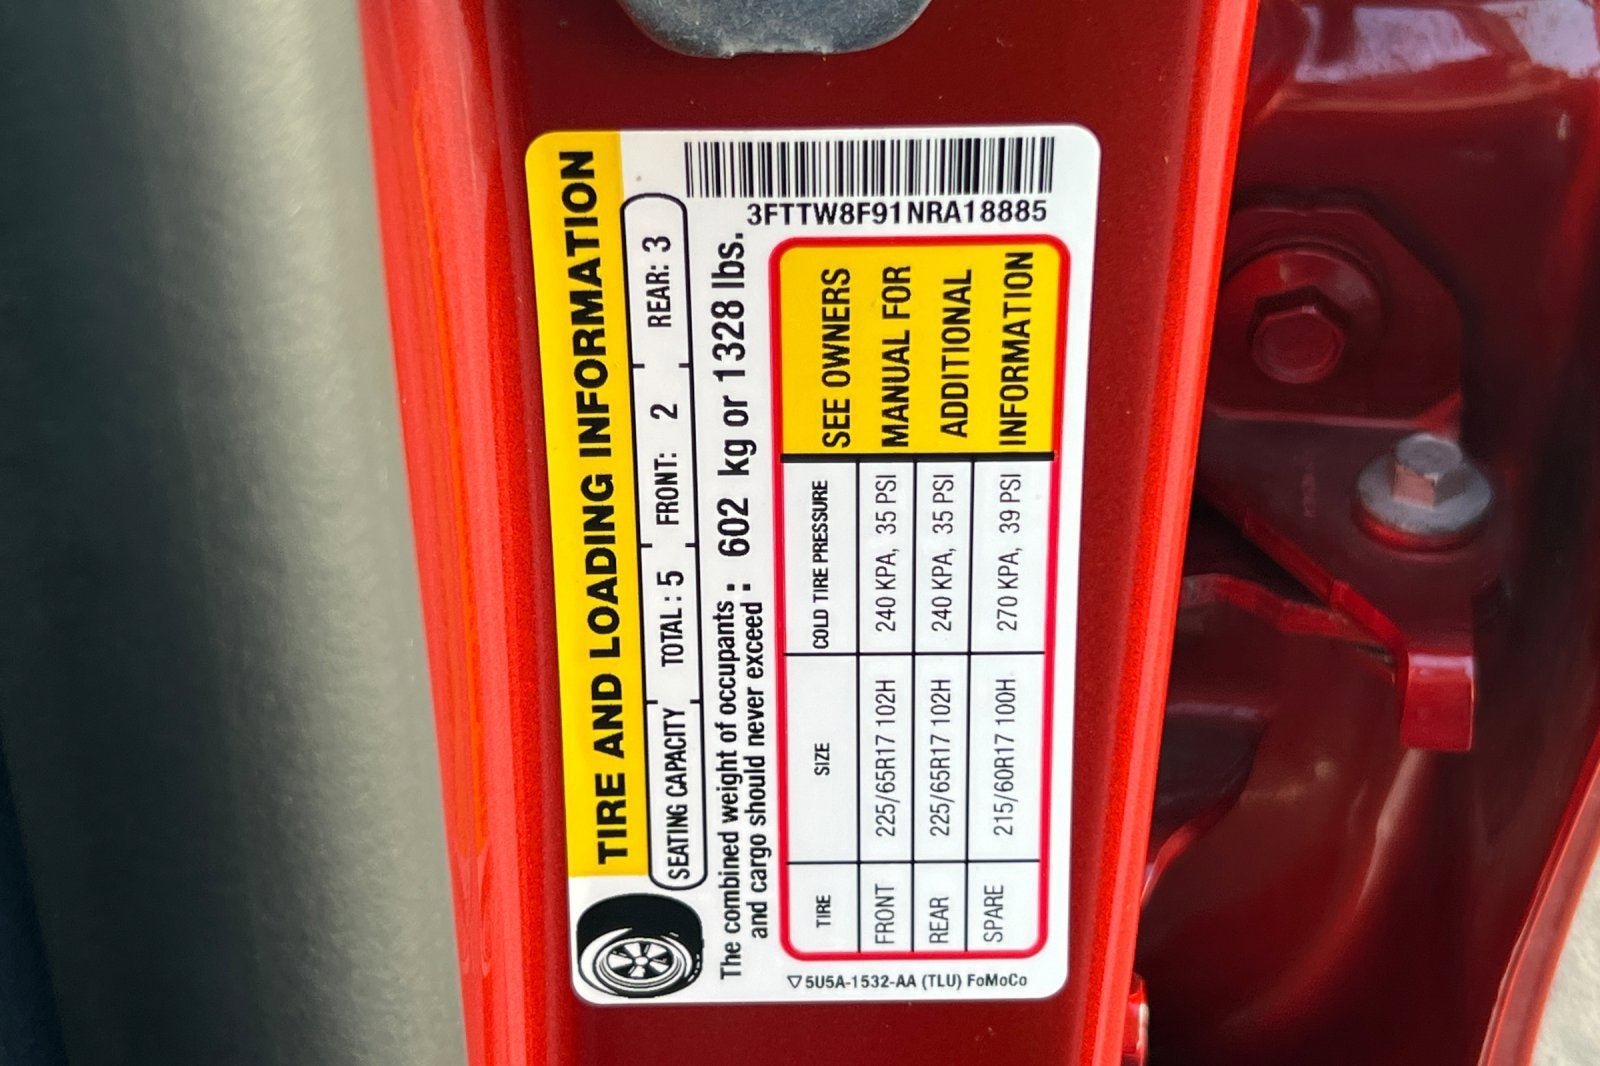 TIRE AND LOADING INFORMATION
SEATING CAPACITY TOTAL : 5 FRONT: 2 REAR: 3
The combined weight of occupants
and cargo should never exceed : 602 kg or 1328 lbs.
3FTTW8F91NRA18885
TIRE SIZE COLD TIRE PRESSURE
FRONT 225/65R17 102H 240 KPA, 35 PSI
REAR 225/65R17 102H 240 KPA, 35 PSI
SPARE 215/60R17 100H 270 KPA, 39 PSI
SEE OWNERS
MANUAL FOR
ADDITIONAL
INFORMATION
▽5U5A-1532-AA (TLU) FoMoCo